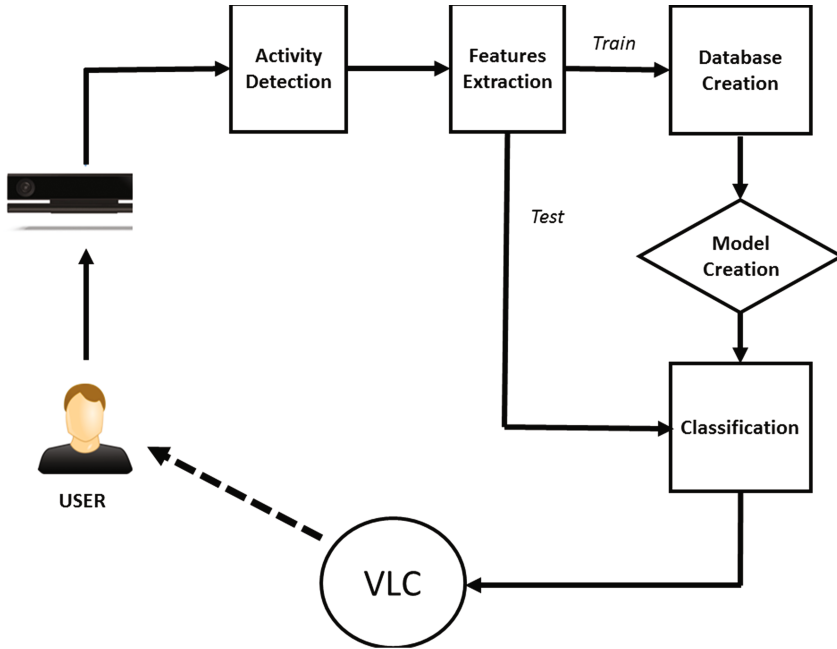 Activity
Detection
Features
Extraction
Train
Database
Creation
Test
Model
Creation
Classification
USER
VLC